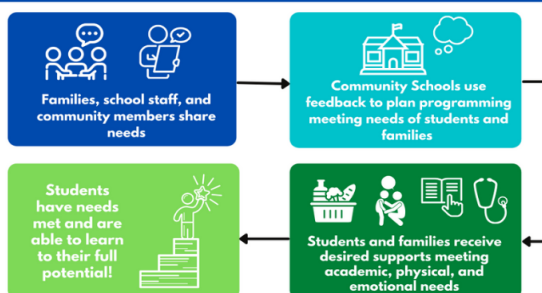 Families, school staff, and
community members share
needs
Community Schools use
feedback to plan programming
meeting needs of students and
families
Students
have needs
met and are
able to learn
to their full
potential!
Students and families receive
desired supports meeting
academic, physical, and
emotional needs